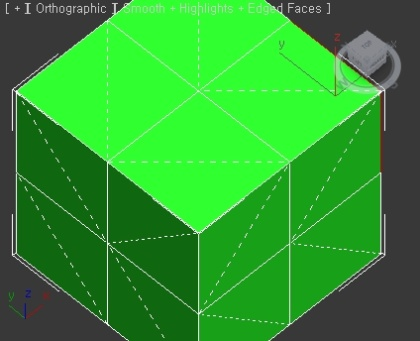 [ + ] [ Orthographic ] [ Smooth + Highlights + Edged Faces ]
z
y
y z x